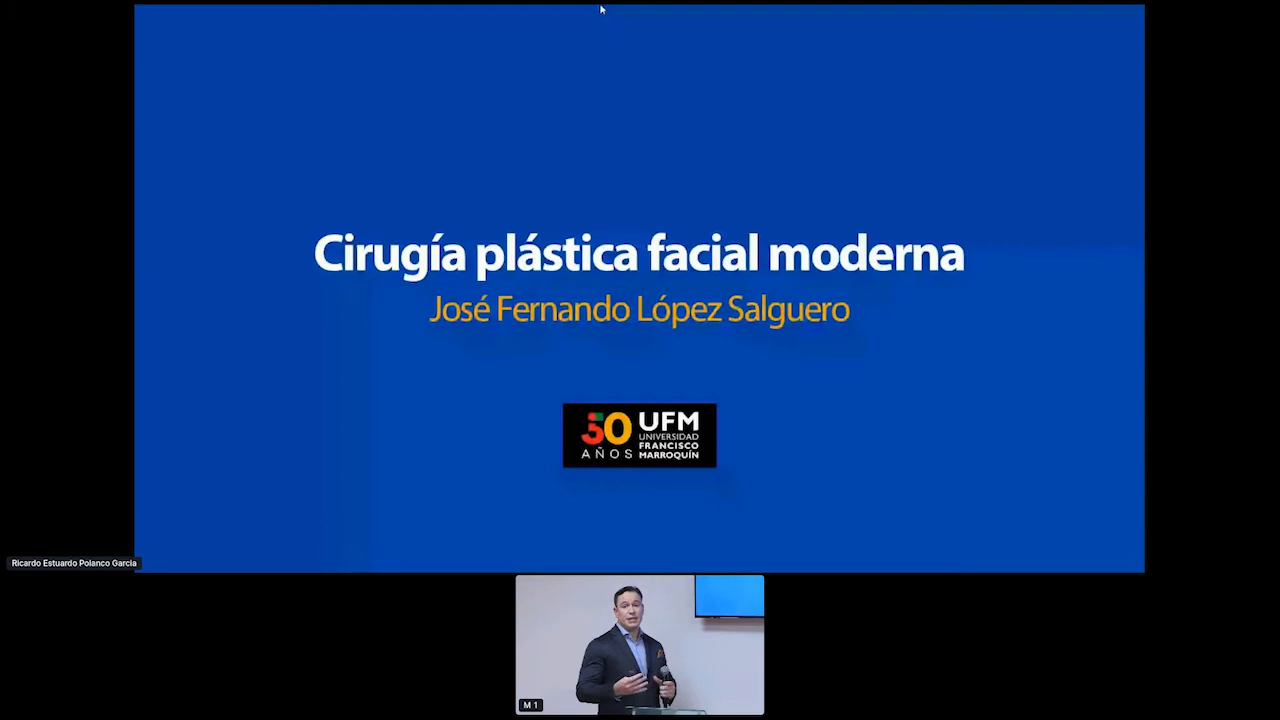 Cirugía plástica facial moderna
José Fernando López Salguero
50 UFM
UNIVERSIDAD
FRANCISCO
AÑOS MARROQUÍN
Ricardo Estuardo Polanco Garcia
M 1